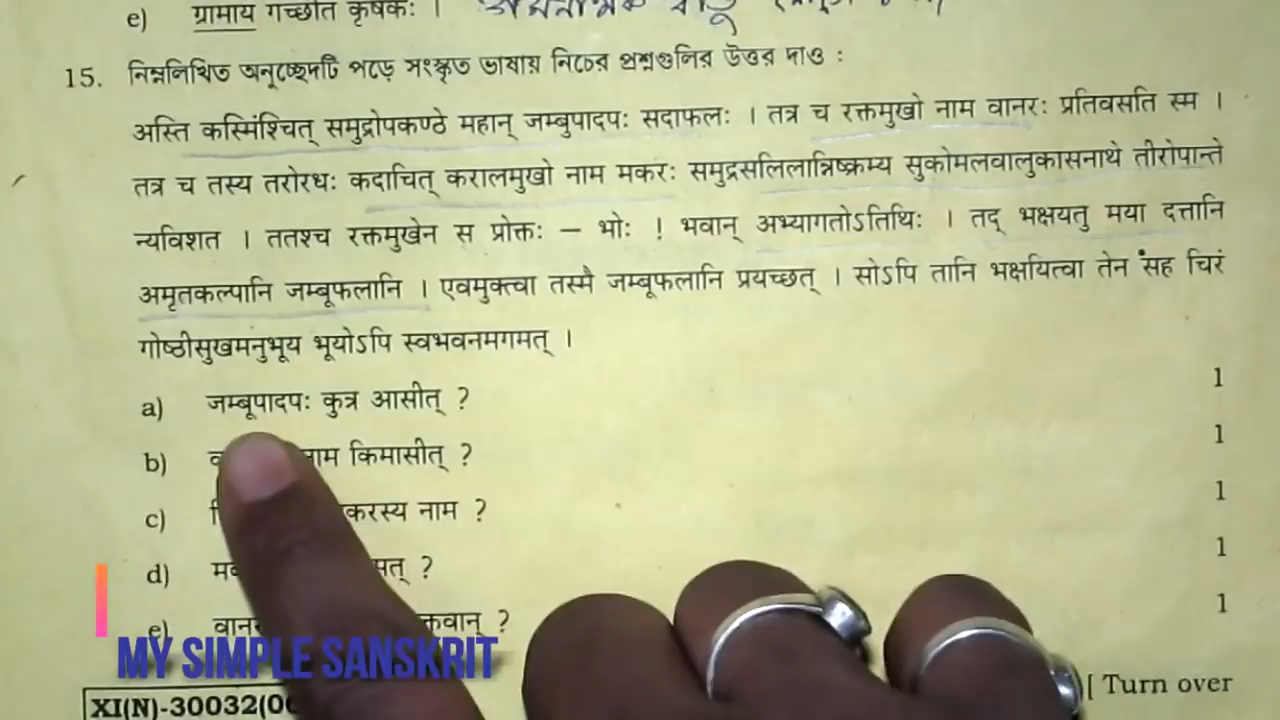 e) ग्रामाय गच्छति कृषकः ।
15. নিম্নলিখিত অনুচ্ছেদটি পড়ে সংস্কৃত ভাষায় নিচের প্রশ্নগুলির উত্তর দাও :
अस्ति कस्मिंश्चित् समुद्रोपकण्ठे महान् जम्बुपादपः सदाफलः । तत्र च रक्तमुखो नाम वानरः प्रतिवसति स्म ।
तत्र च तस्य तरोरधः कदाचित् करालमुखो नाम मकरः समुद्रसलिलान्निष्क्रम्य सुकोमलवालुकासनाथे तीरोपान्ते
न्यविशत । ततश्च रक्तमुखेन स प्रोक्तः – भोः ! भवान् अभ्यागतोऽतिथिः । तद् भक्षयतु मया दत्तानि
अमृतकल्पानि जम्बूफलानि । एवमुक्त्वा तस्मै जम्बूफलानि प्रयच्छत् । सोऽपि तानि भक्षयित्वा तेन सह चिरं
गोष्ठीसुखमनुभूय भूयोऽपि स्वभवनमगमत् ।
a) जम्बूपादपः कुत्र आसीत् ? 1
b) नाम किमासीत् ? 1
c) नाम ? 1
d) ? 1
e) ? 1
MY SIMPLE SANSKRIT
XI(N)-30032(
[ Turn over